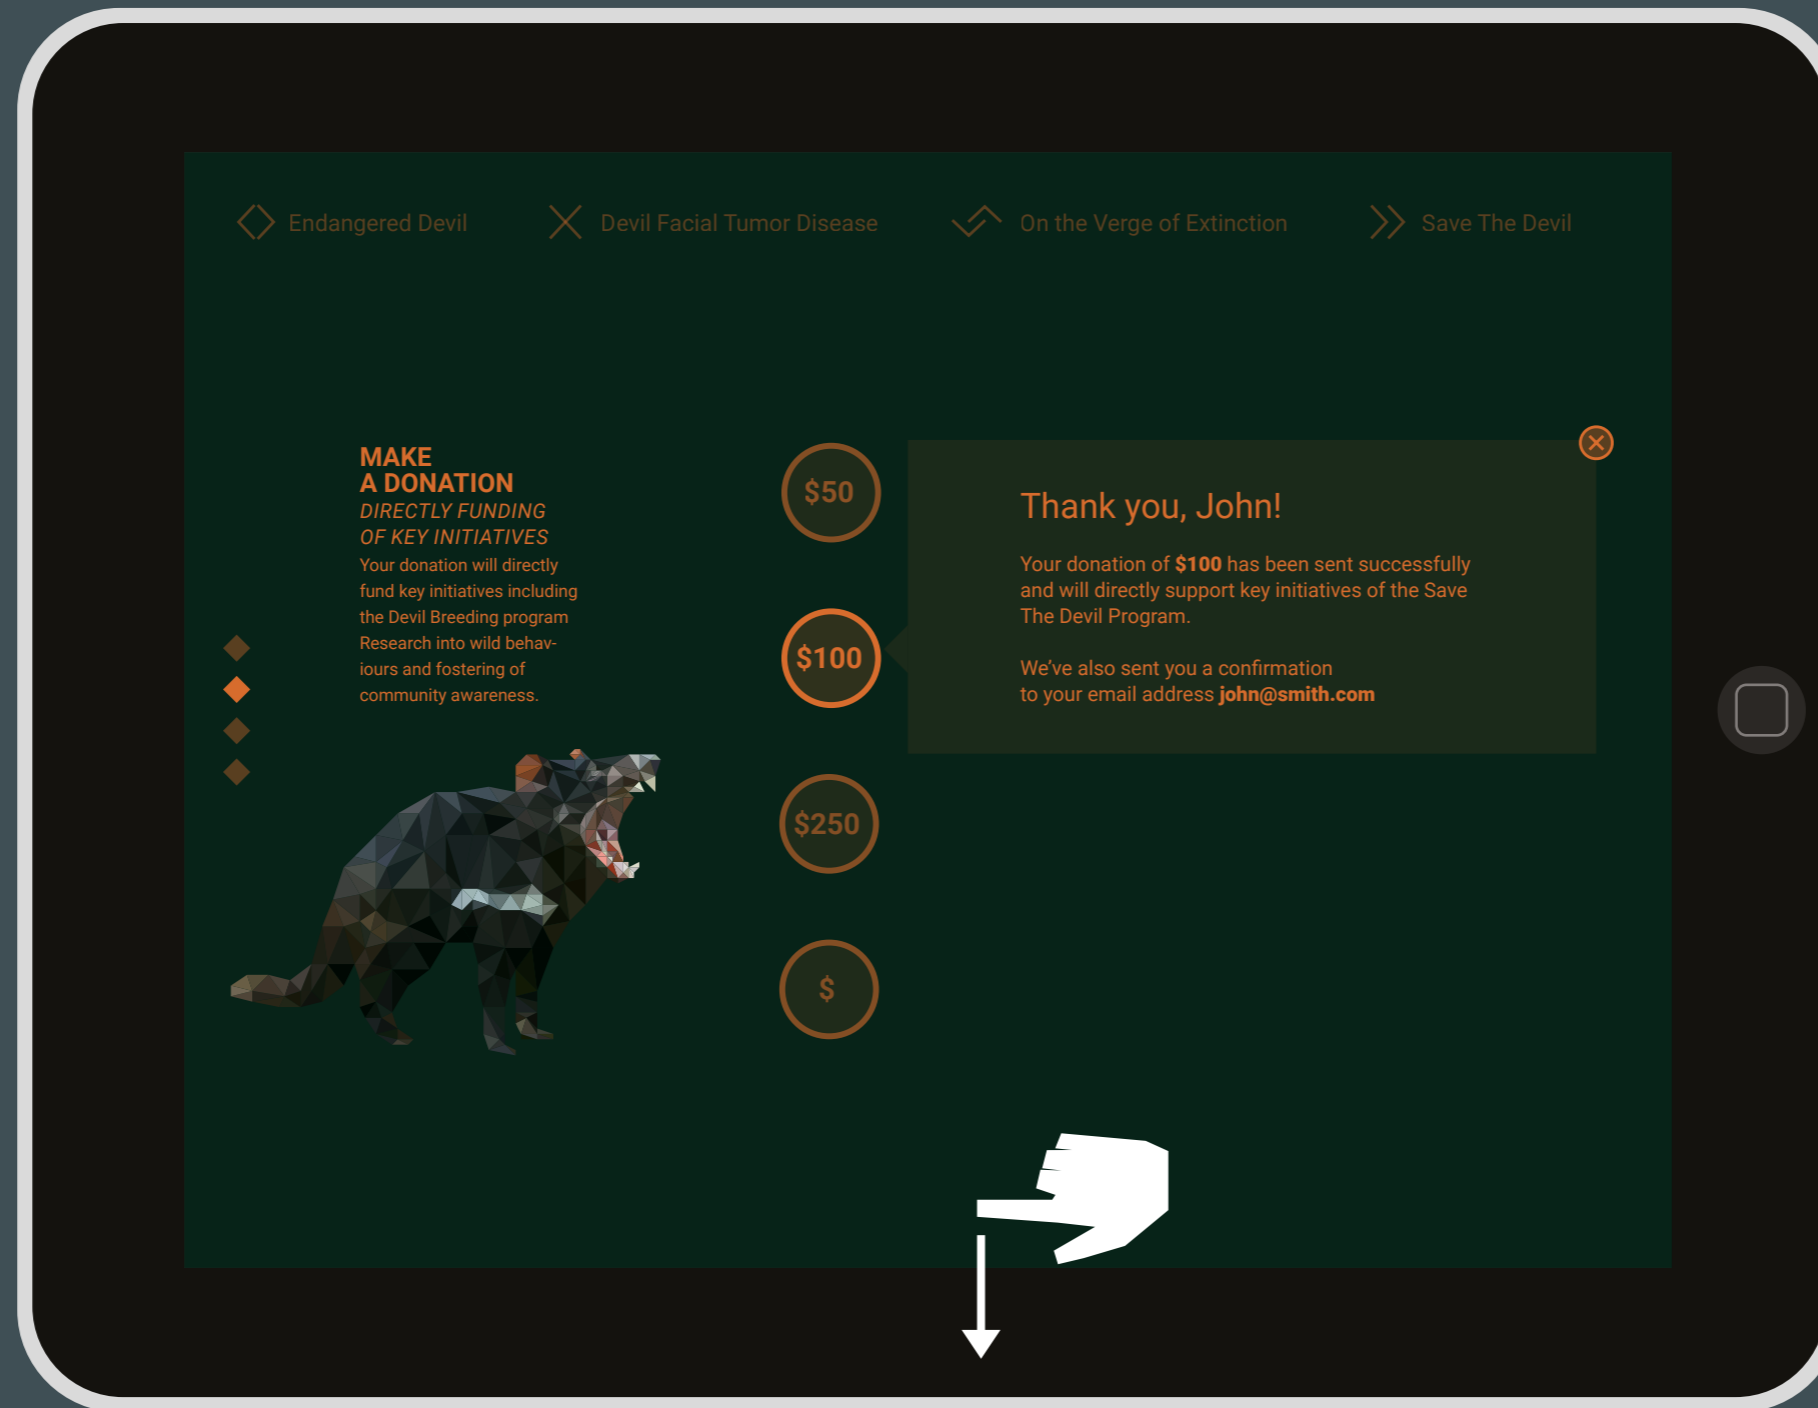 Endangered Devil
Devil Facial Tumor Disease
On the Verge of Extinction
Save The Devil
MAKE
A DONATION
DIRECTLY FUNDING
OF KEY INITIATIVES
Your donation will directly
fund key initiatives including
the Devil Breeding program
Research into wild behav-
iours and fostering of
community awareness.
$50
$100
$250
$
Thank you, John!
Your donation of $100 has been sent successfully
and will directly support key initiatives of the Save
The Devil Program.
We’ve also sent you a confirmation
to your email address john@smith.com